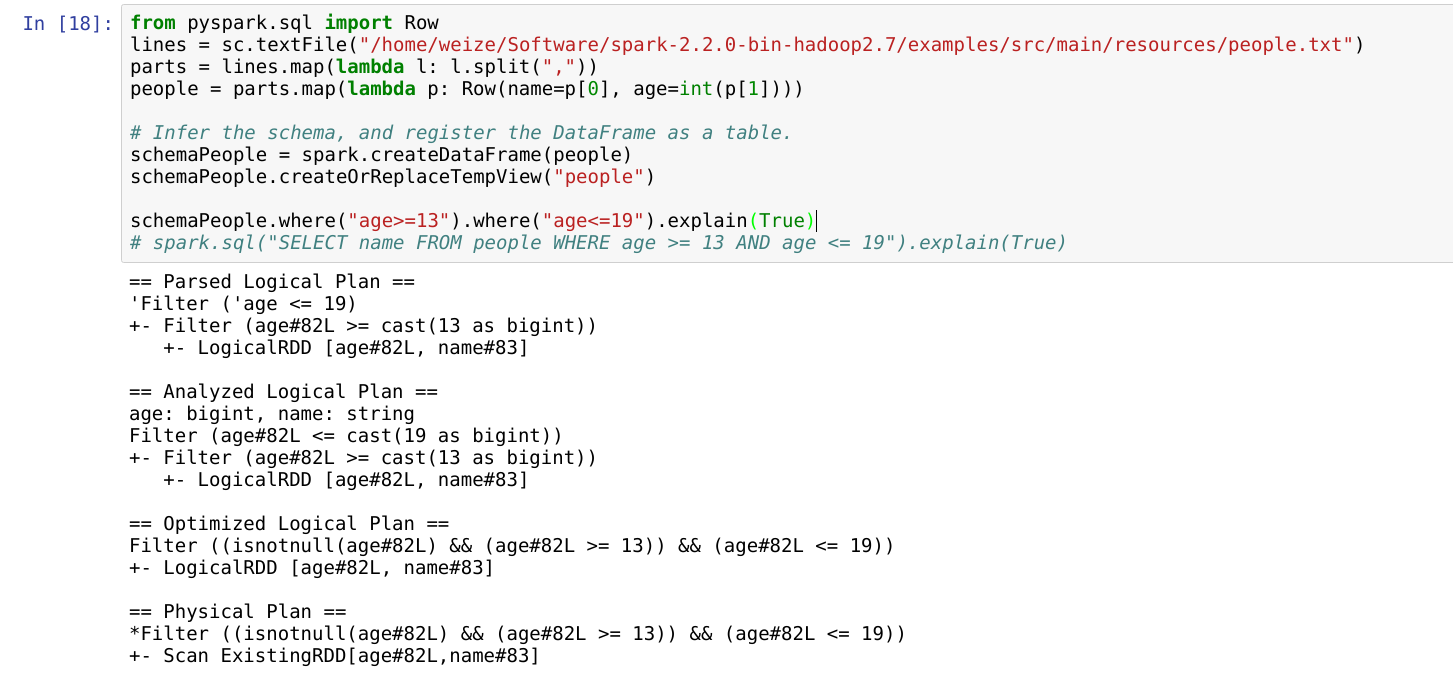 In [18]:
from pyspark.sql import Row
lines = sc.textFile("/home/weize/Software/spark-2.2.0-bin-hadoop2.7/examples/src/main/resources/people.txt")
parts = lines.map(lambda l: l.split(","))
people = parts.map(lambda p: Row(name=p[0], age=int(p[1])))

# Infer the schema, and register the DataFrame as a table.
schemaPeople = spark.createDataFrame(people)
schemaPeople.createOrReplaceTempView("people")

schemaPeople.where("age>=13").where("age<=19").explain(True)
# spark.sql("SELECT name FROM people WHERE age >= 13 AND age <= 19").explain(True)
== Parsed Logical Plan ==
'Filter ('age <= 19)
+- Filter (age#82L >= cast(13 as bigint))
   +- LogicalRDD [age#82L, name#83]

== Analyzed Logical Plan ==
age: bigint, name: string
Filter (age#82L <= cast(19 as bigint))
+- Filter (age#82L >= cast(13 as bigint))
   +- LogicalRDD [age#82L, name#83]

== Optimized Logical Plan ==
Filter ((isnotnull(age#82L) && (age#82L >= 13)) && (age#82L <= 19))
+- LogicalRDD [age#82L, name#83]

== Physical Plan ==
*Filter ((isnotnull(age#82L) && (age#82L >= 13)) && (age#82L <= 19))
+- Scan ExistingRDD[age#82L,name#83]